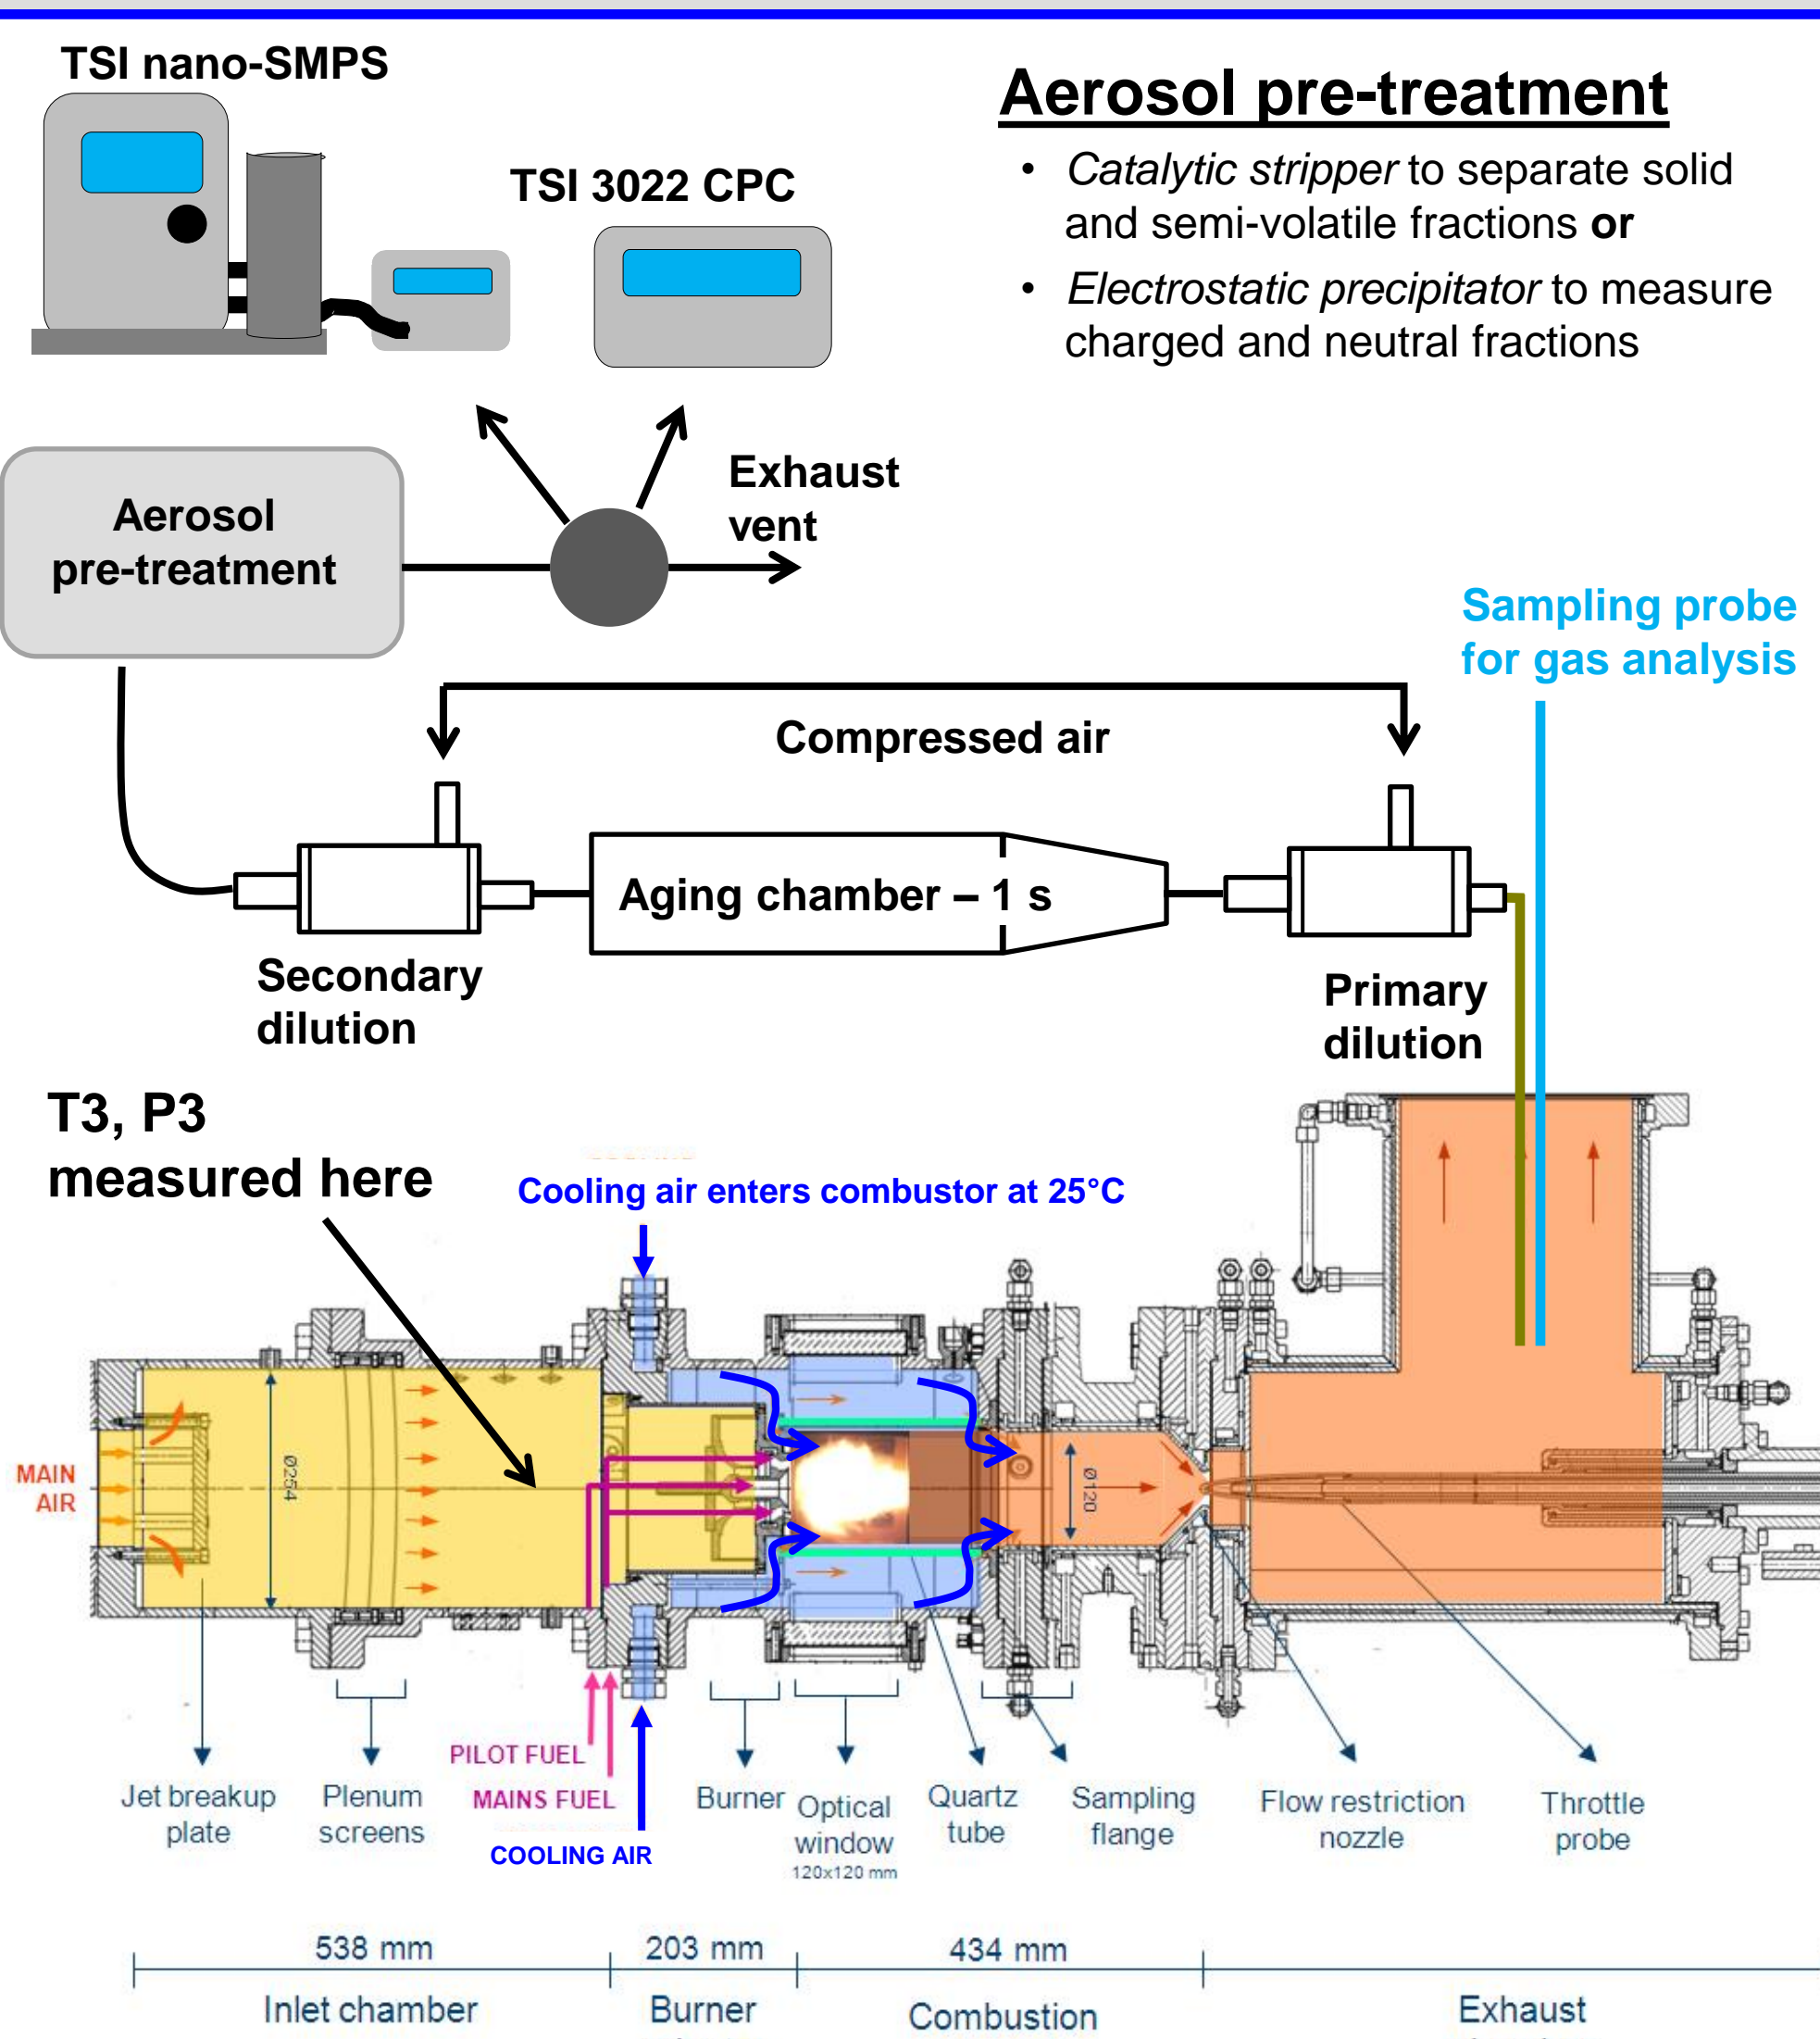 TSI nano-SMPS
TSI 3022 CPC
Aerosol pre-treatment
• Catalytic stripper to separate solid
and semi-volatile fractions or
• Electrostatic precipitator to measure
charged and neutral fractions
Aerosol
pre-treatment
Exhaust
vent
Sampling probe
for gas analysis
Compressed air
Aging chamber – 1 s
Secondary
dilution
Primary
dilution
T3, P3
measured here
Cooling air enters combustor at 25°C
MAIN
AIR
Ø254
Ø120
PILOT FUEL
MAINS FUEL
COOLING AIR
Jet breakup
plate
Plenum
screens
Burner
Optical
window
120x120 mm
Quartz
tube
Sampling
flange
Flow restriction
nozzle
Throttle
probe
538 mm
203 mm
434 mm
Inlet chamber
Burner
Combustion
Exhaust